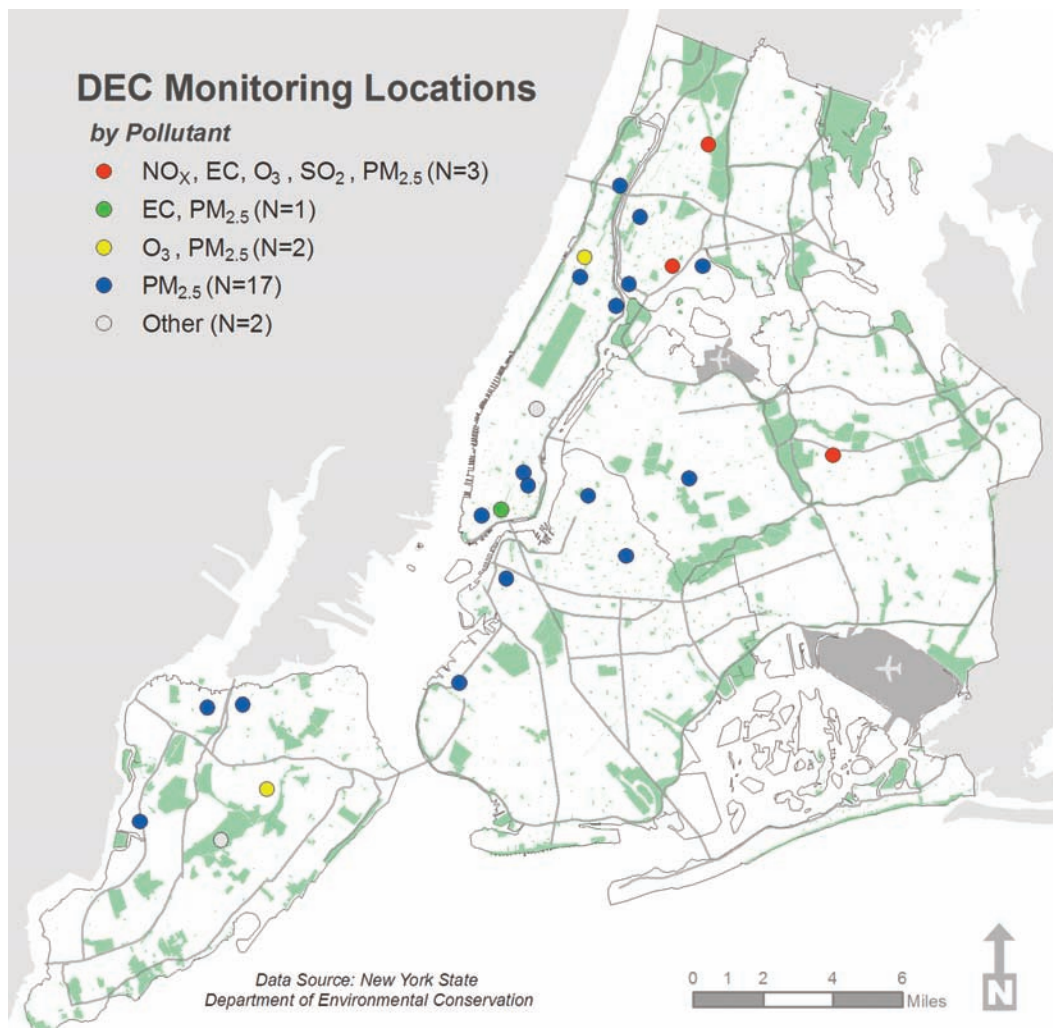 DEC Monitoring Locations
by Pollutant
NOX, EC, O3 , SO2 , PM2.5 (N=3)
EC, PM2.5 (N=1)
O3 , PM2.5 (N=2)
PM2.5 (N=17)
Other (N=2)
Data Source: New York State
Department of Environmental Conservation
0 1 2 4 6
Miles
N